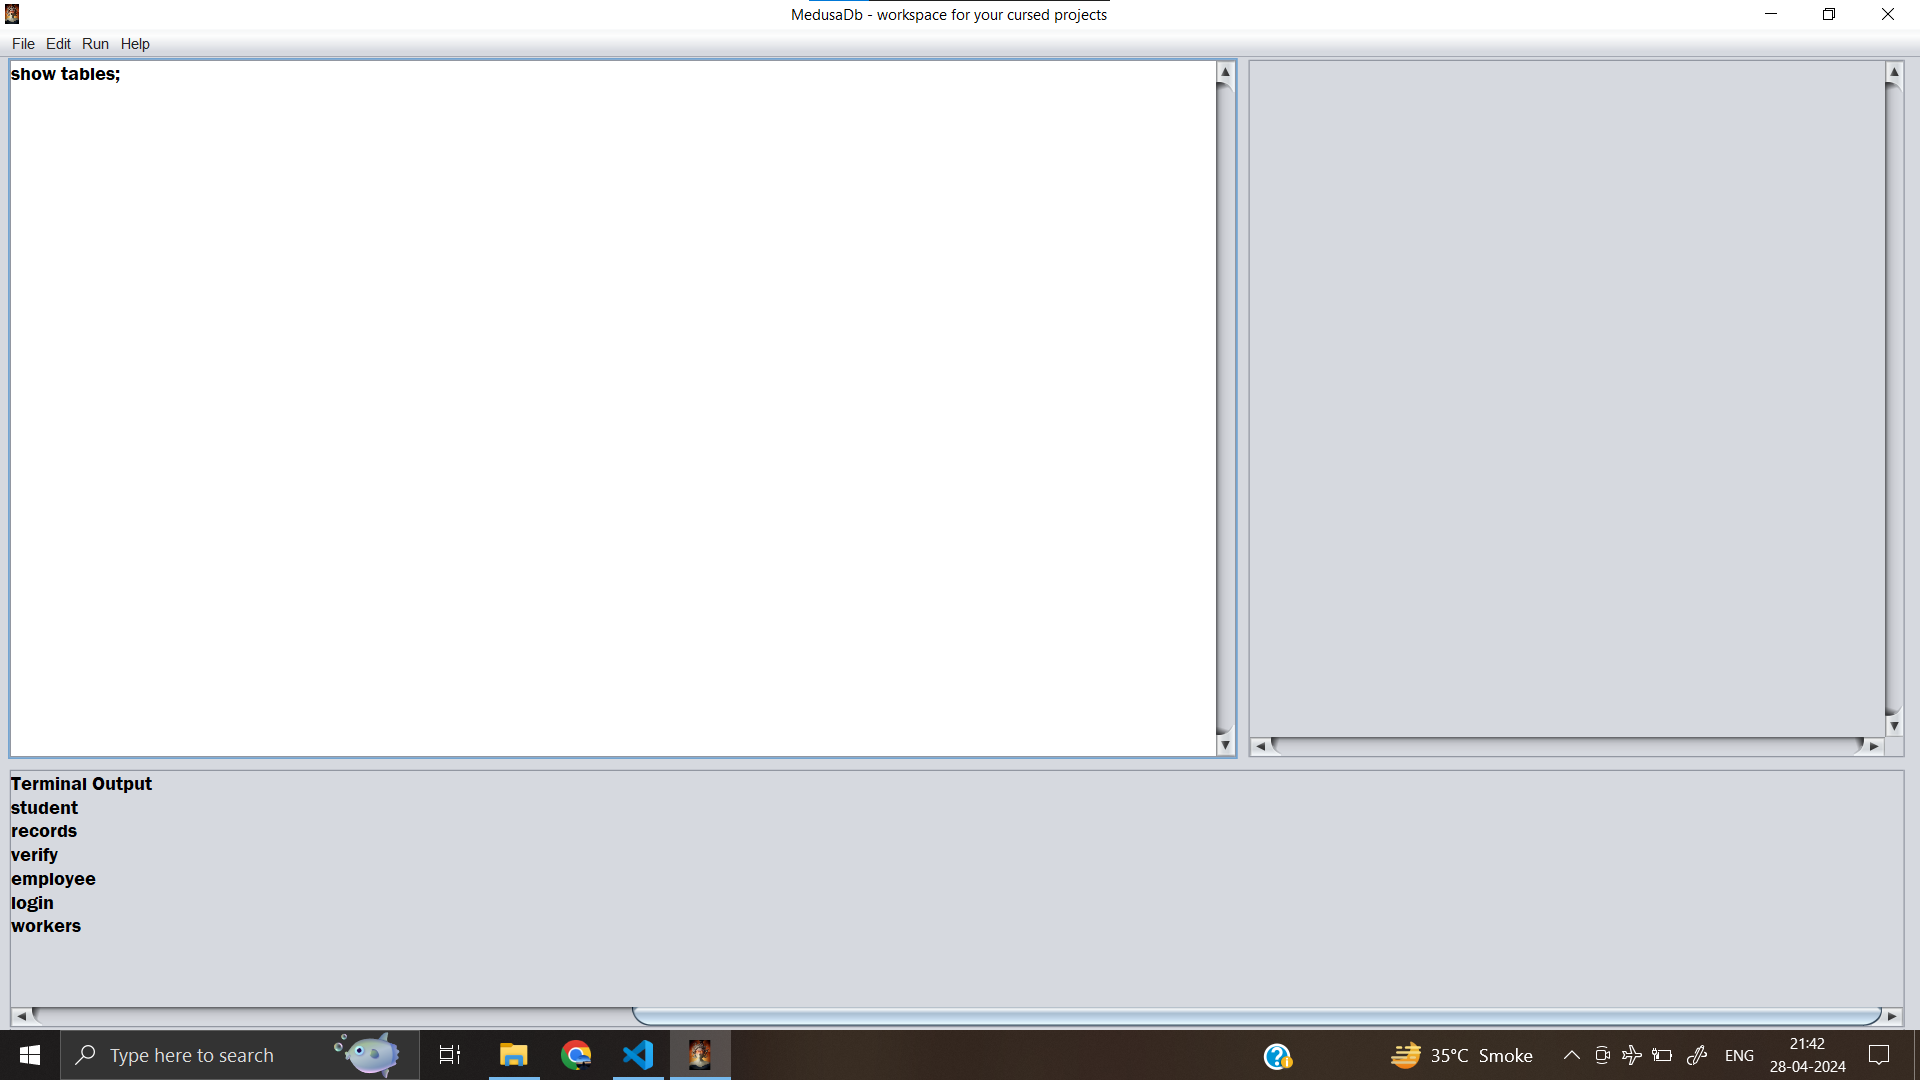 MedusaDb - workspace for your cursed projects
File Edit Run Help
show tables;
Terminal Output
student
records
verify
employee
login
workers
Type here to search
35°C Smoke
ENG
21:42
28-04-2024